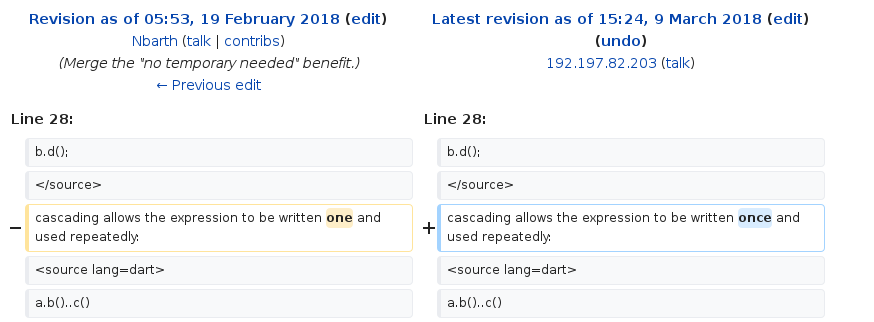 Revision as of 05:53, 19 February 2018 (edit)
Nbarth (talk | contribs)
(Merge the "no temporary needed" benefit.)
← Previous edit
Latest revision as of 15:24, 9 March 2018 (edit)
(undo)
192.197.82.203 (talk)
Line 28:
b.d();
</source>
− cascading allows the expression to be written one and
used repeatedly:
<source lang=dart>
a.b()..c()
Line 28:
b.d();
</source>
+ cascading allows the expression to be written once and
used repeatedly:
<source lang=dart>
a.b()..c()